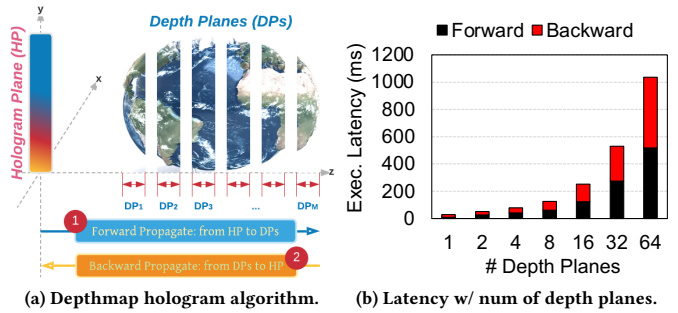 y
Depth Planes (DPs)
Hologram Plane (HP)
x
z
DP1
DP2
DP3
...
DPM
1
Forward Propagate: from HP to DPs
Backward Propagate: from DPs to HP
2
(a) Depthmap hologram algorithm.
Forward
Backward
Exec. Latency (ms)
1200
1000
800
600
400
200
0
1 2 4 8 16 32 64
# Depth Planes
(b) Latency w/ num of depth planes.